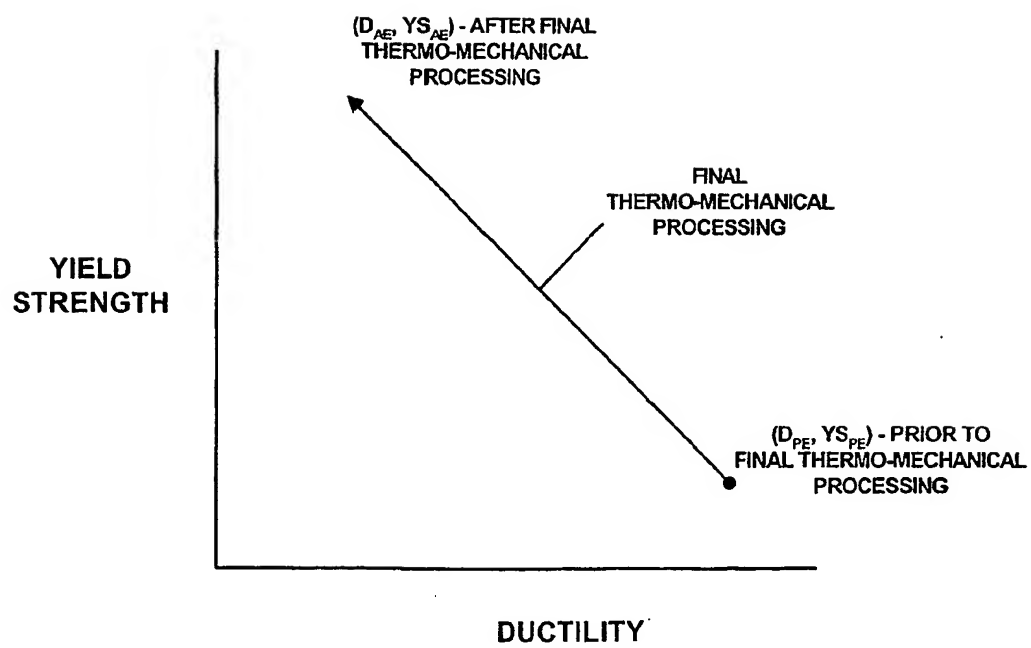 (D_AE, YS_AE) - AFTER FINAL
THERMO-MECHANICAL
PROCESSING
FINAL
THERMO-MECHANICAL
PROCESSING
YIELD
STRENGTH
(D_PE, YS_PE) - PRIOR TO
FINAL THERMO-MECHANICAL
PROCESSING
DUCTILITY